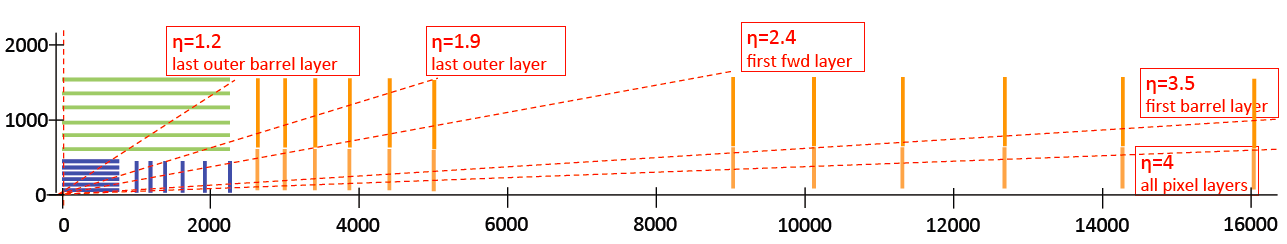 η=1.2
last outer barrel layer
η=1.9
last outer layer
η=2.4
first fwd layer
η=3.5
first barrel layer
η=4
all pixel layers
2000
1000
0
0 2000 4000 6000 8000 10000 12000 14000 16000